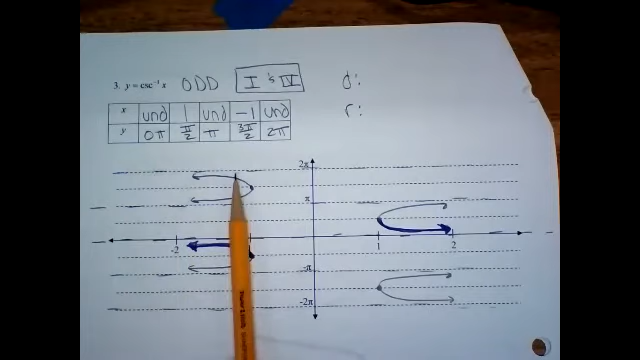 3. y = csc⁻¹ x ODD I & IV d:
r:
x und 1 und -1 und
y 0π π/2 π 3π/2 2π
2π
π
-2 1 2
-π
-2π